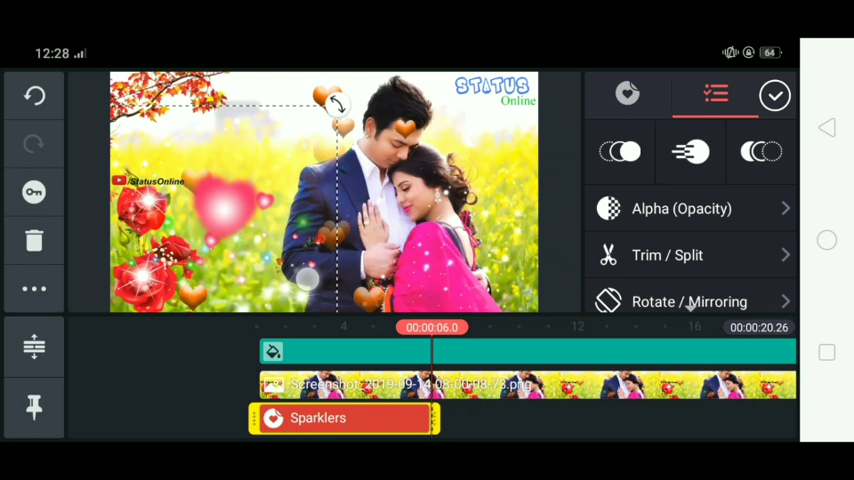 12:28
64
STATUS
Online
/StatusOnline
Alpha (Opacity)
Trim / Split
Rotate / Mirroring
4
00:00:06.0
12
16
00:00:20.26
Screenshot_2019-09-14-08-00-08-73.png
Sparklers